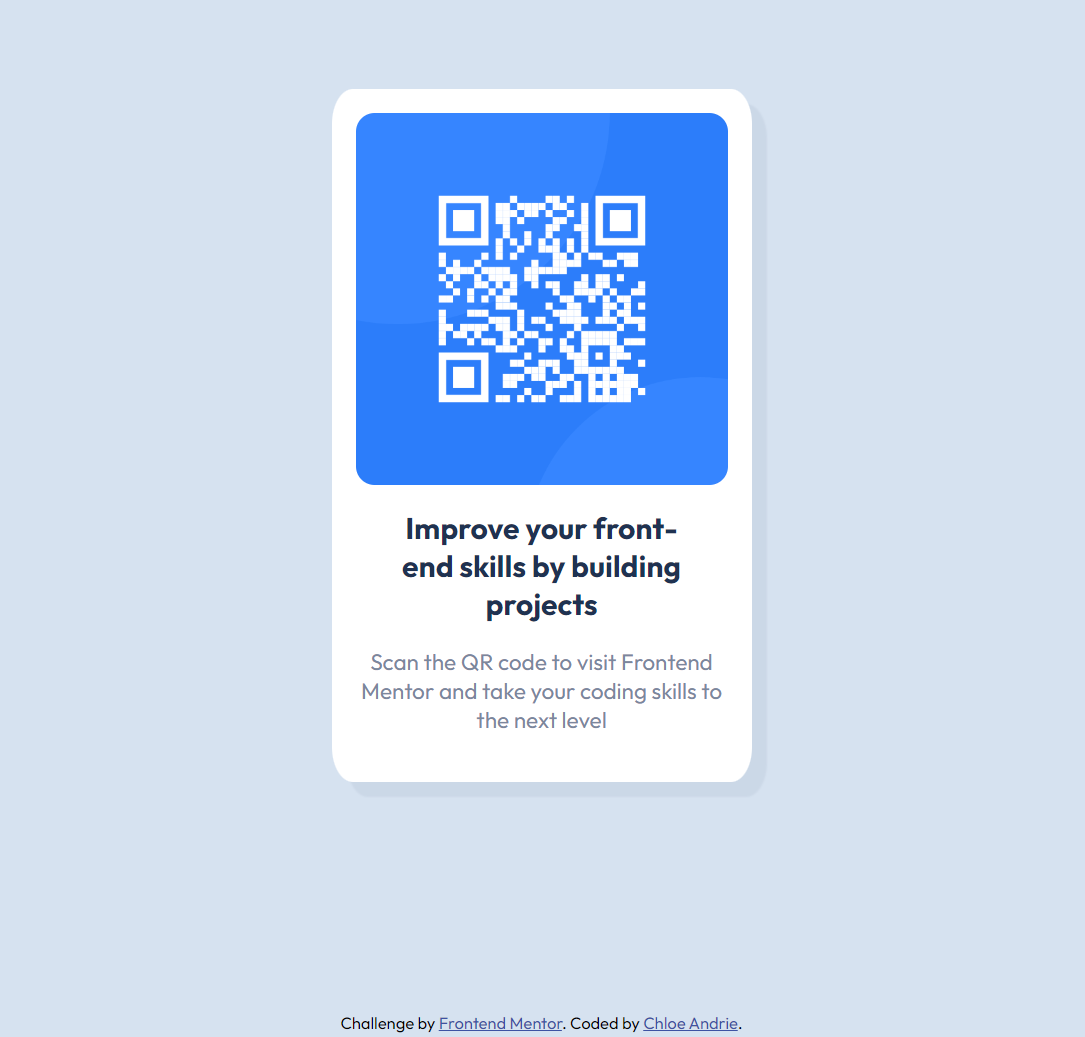 Improve your front-
end skills by building
projects
Scan the QR code to visit Frontend
Mentor and take your coding skills to
the next level
Challenge by Frontend Mentor. Coded by Chloe Andrie.